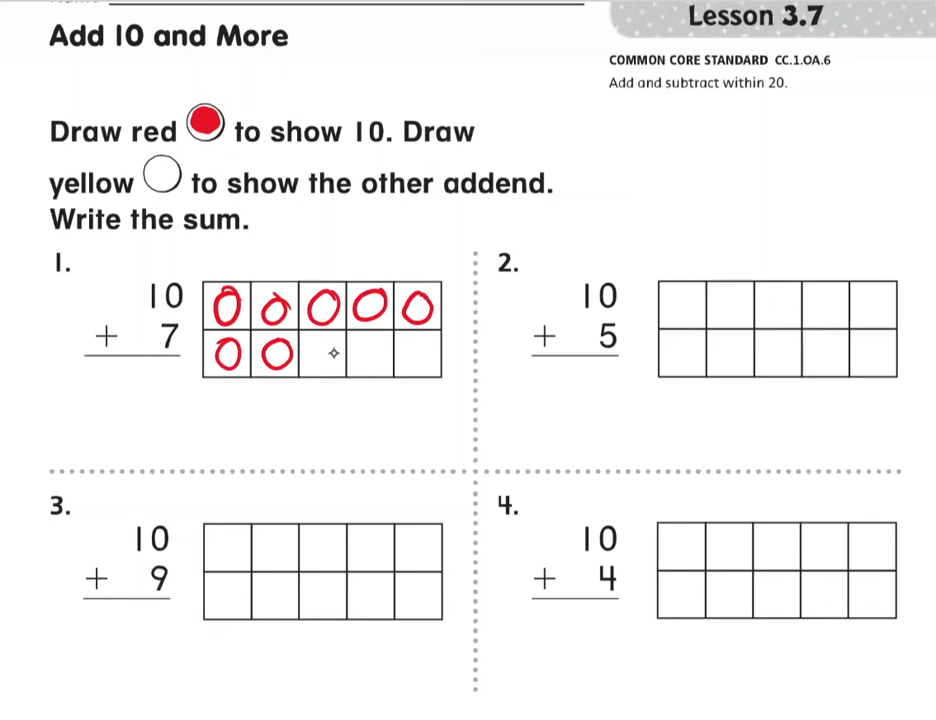 Lesson 3.7
Add 10 and More
COMMON CORE STANDARD CC.1.OA.6
Add and subtract within 20.
Draw red to show 10. Draw
yellow to show the other addend.
Write the sum.
1.
10
+ 7
2.
10
+ 5
3.
10
+ 9
4.
10
+ 4